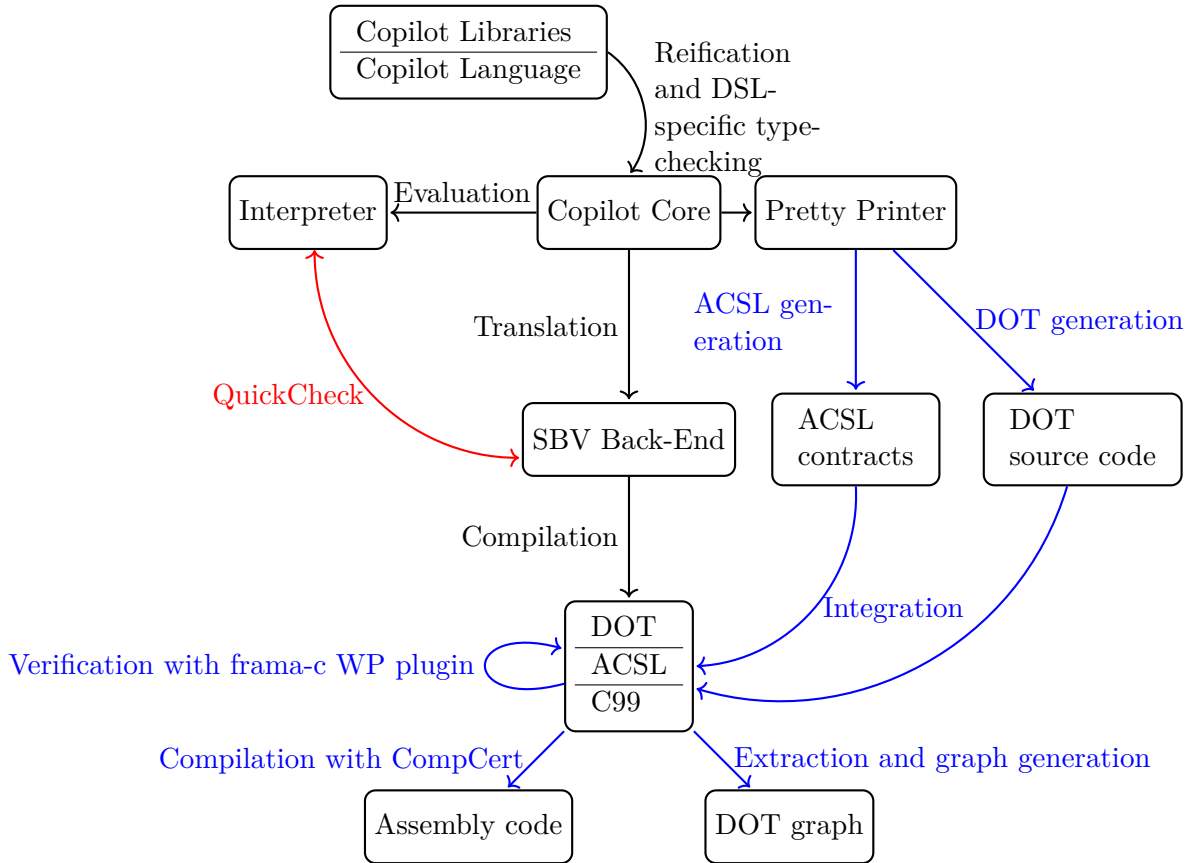 Copilot Libraries
Copilot Language
Reification
and DSL-
specific type-
checking
Interpreter
Evaluation
Copilot Core
Pretty Printer
Translation
ACSL gen-
eration
DOT generation
QuickCheck
SBV Back-End
ACSL
contracts
DOT
source code
Compilation
Integration
DOT
ACSL
C99
Verification with frama-c WP plugin
Compilation with CompCert
Extraction and graph generation
Assembly code
DOT graph